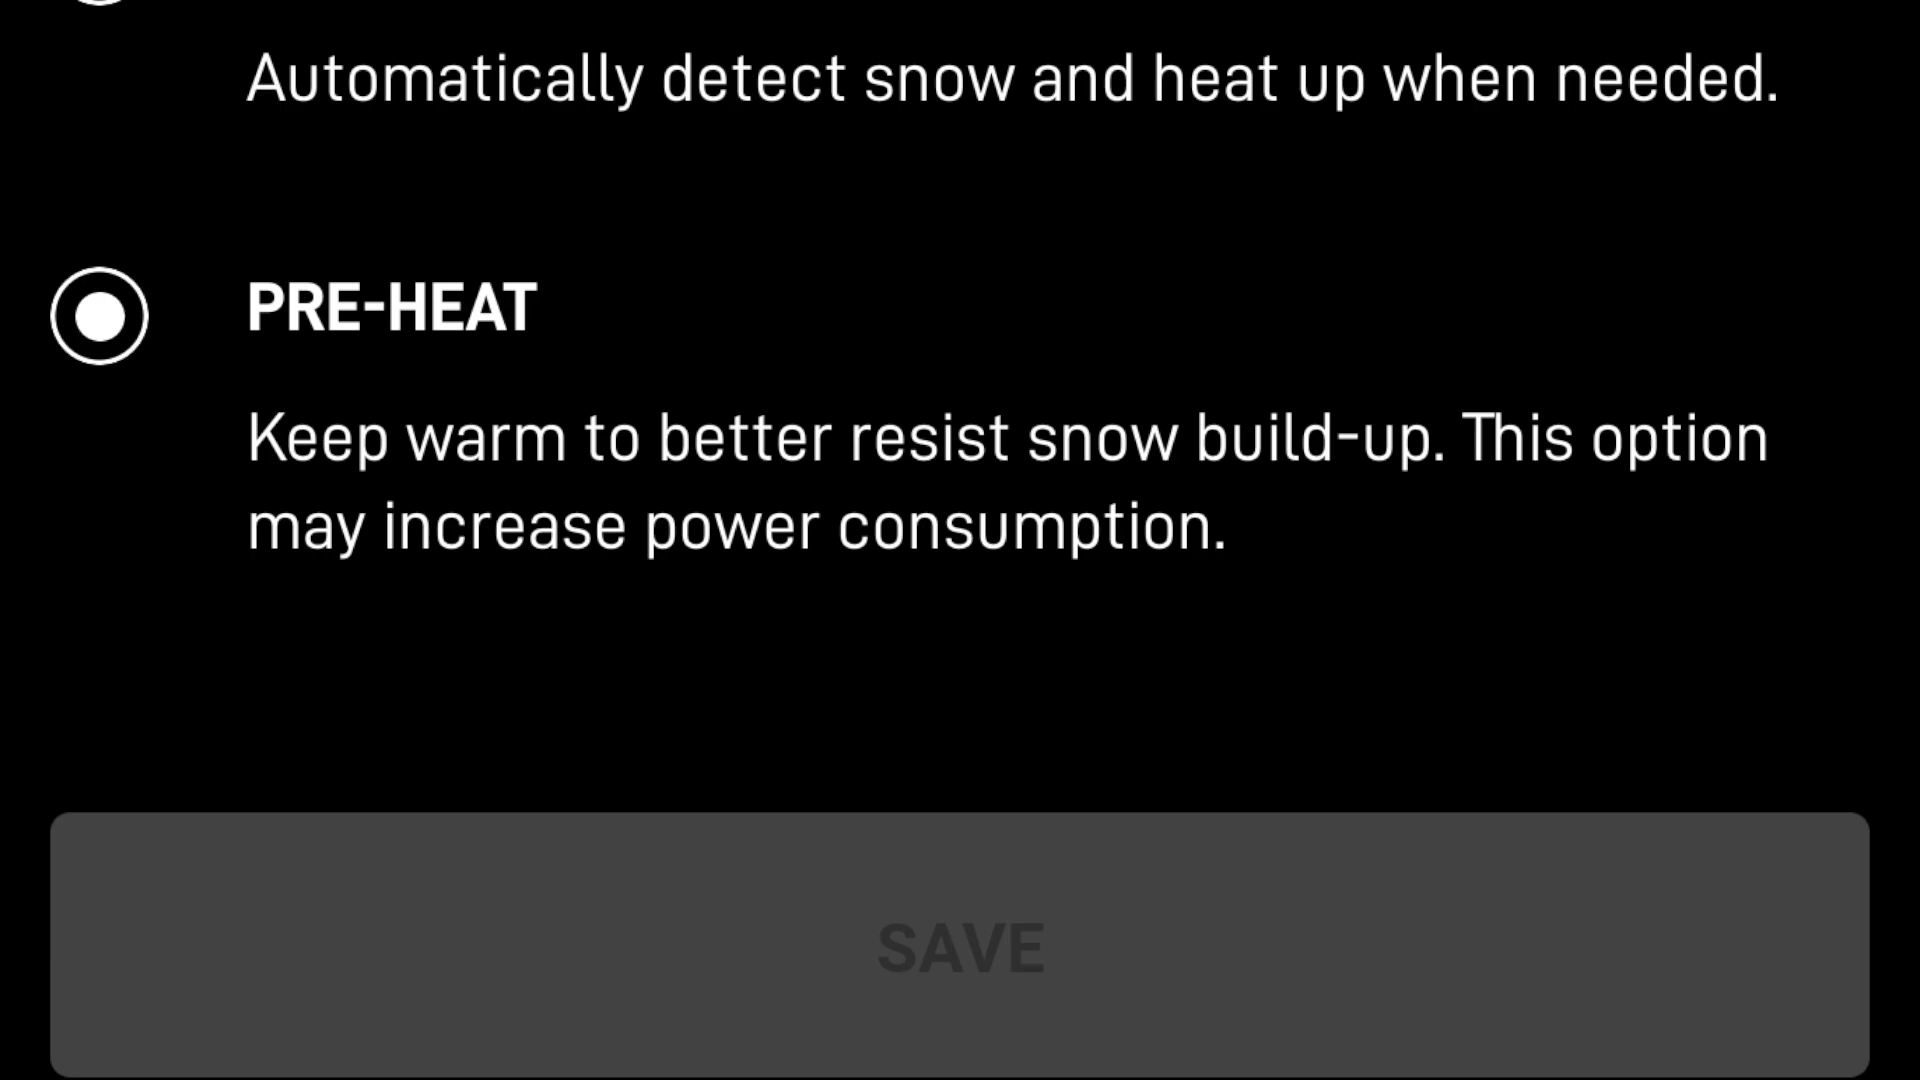 Automatically detect snow and heat up when needed.
PRE-HEAT
Keep warm to better resist snow build-up. This option
may increase power consumption.
SAVE